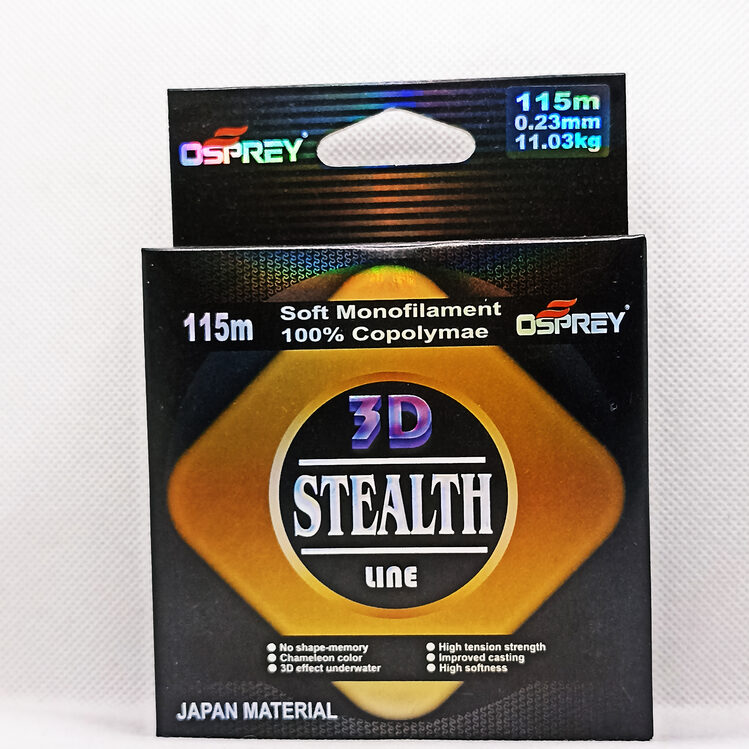 OSPREY®
115m
0.23mm
11.03kg
115m
Soft Monofilament
100% Copolymae
OSPREY®
3D
STEALTH
LINE
No shape-memory
Chameleon color
3D effect underwater
High tension strength
Improved casting
High softness
JAPAN MATERIAL